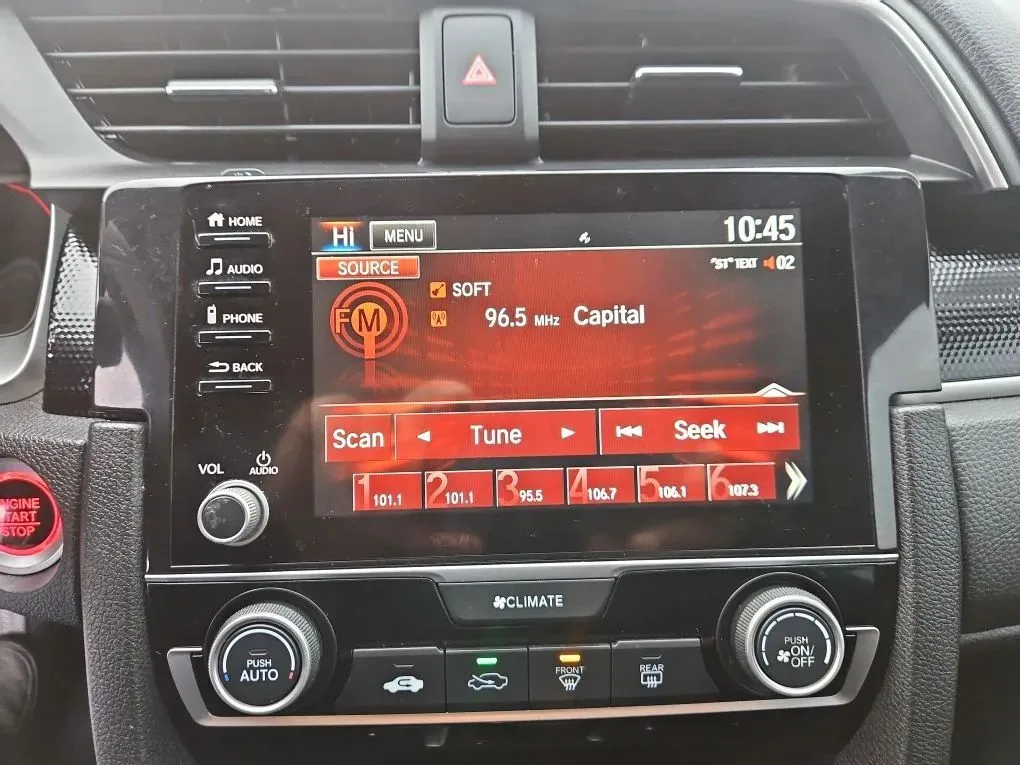 HOME
AUDIO
PHONE
BACK
VOL
AUDIO
Hi MENU 10:45
SOURCE "ST" TEXT 02
FM
SOFT
96.5 MHz Capital
Scan Tune Seek
1 101.1 2 101.1 3 95.5 4 106.7 5 106.1 6 107.3
ENGINE
START
STOP
CLIMATE
PUSH
AUTO
FRONT
REAR
PUSH
ON/
OFF